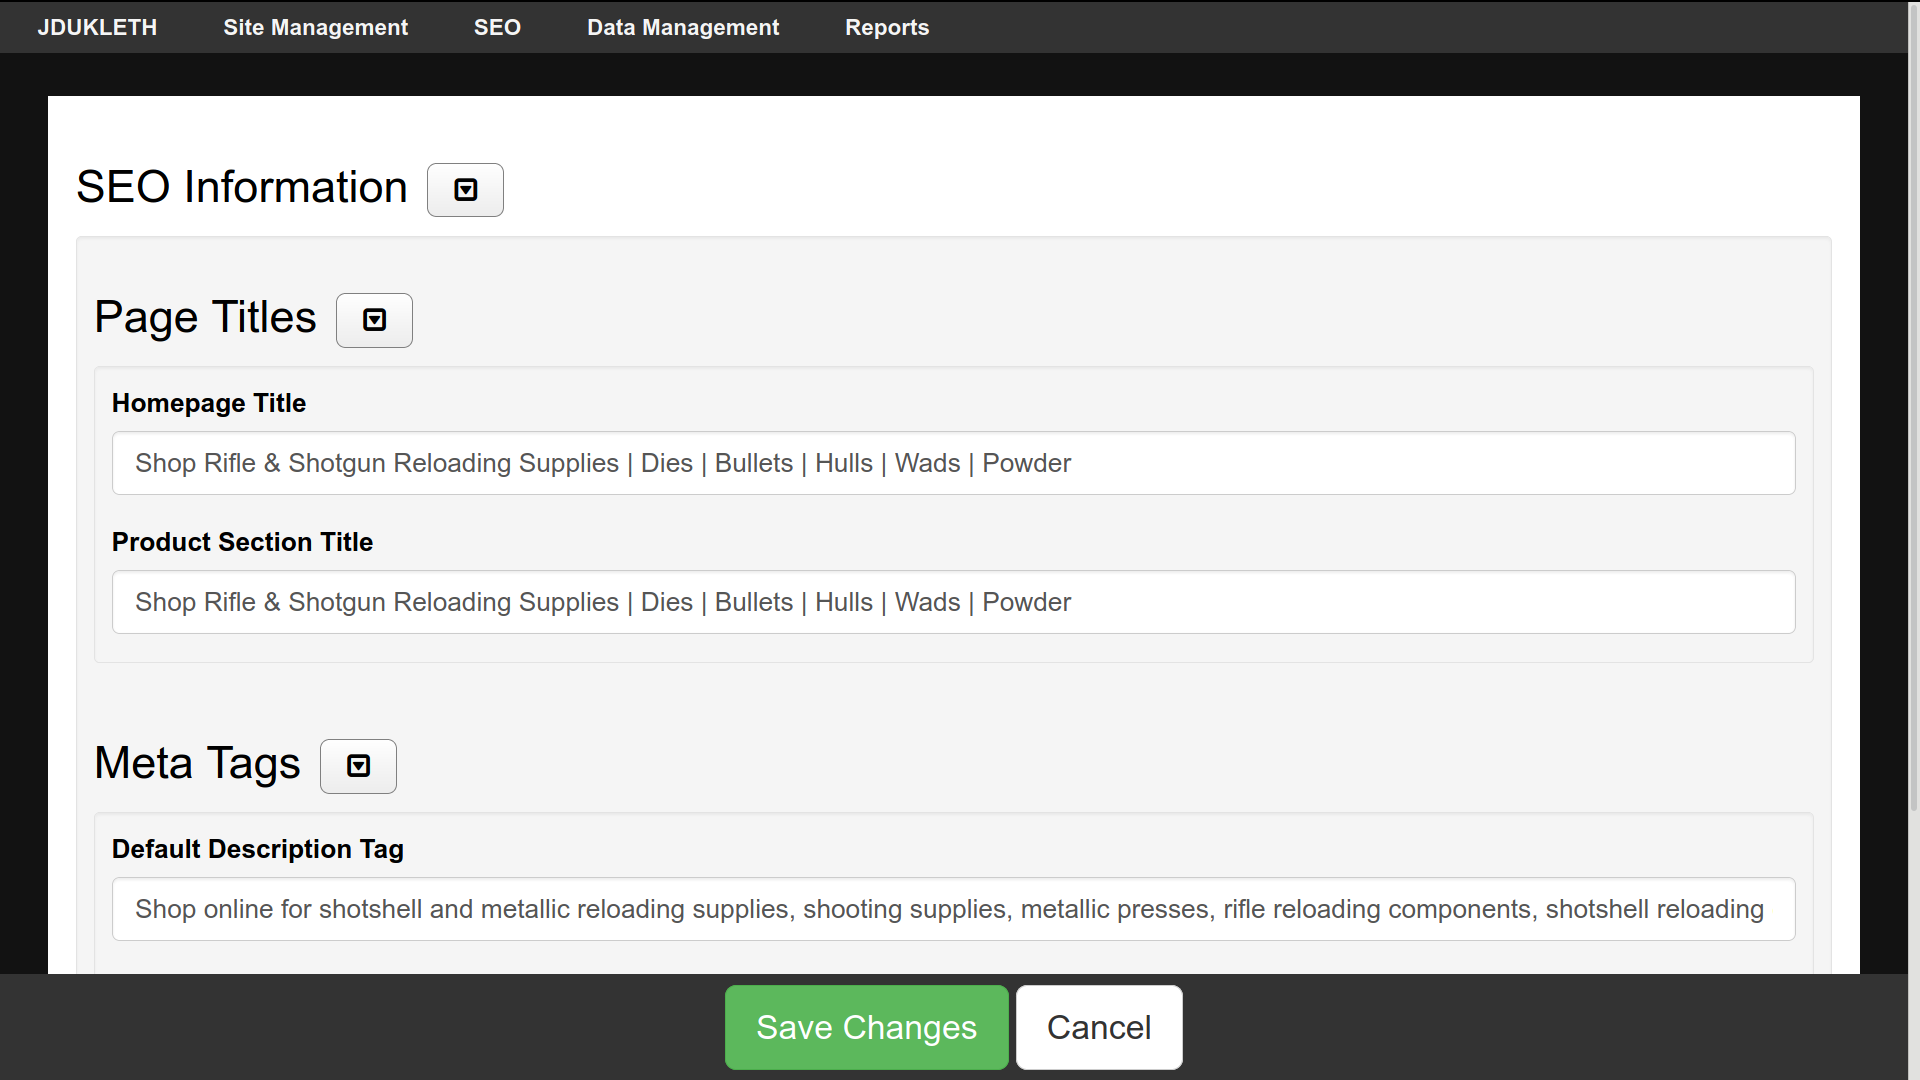 JDUKLETH Site Management SEO Data Management Reports
SEO Information
Page Titles
Homepage Title
Shop Rifle & Shotgun Reloading Supplies | Dies | Bullets | Hulls | Wads | Powder
Product Section Title
Shop Rifle & Shotgun Reloading Supplies | Dies | Bullets | Hulls | Wads | Powder
Meta Tags
Default Description Tag
Shop online for shotshell and metallic reloading supplies, shooting supplies, metallic presses, rifle reloading components, shotshell reloading
Save Changes Cancel